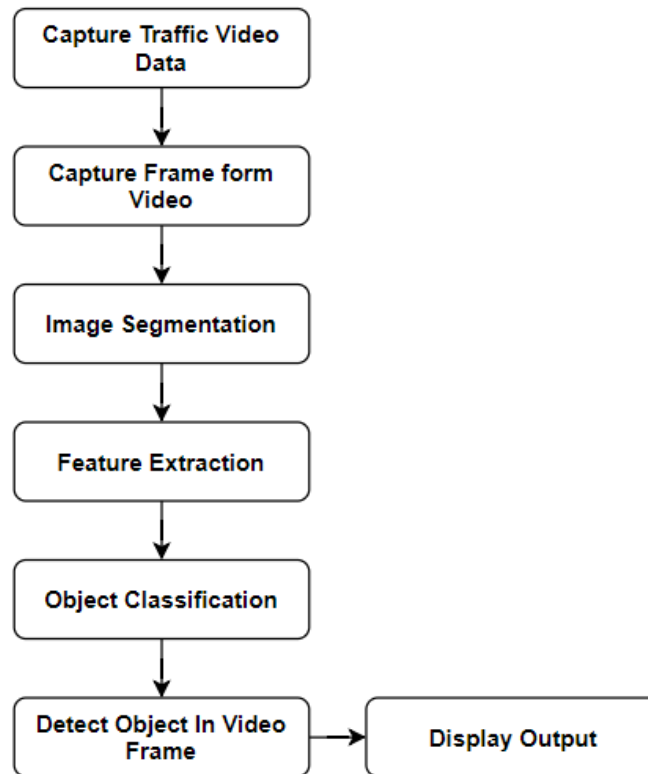 Capture Traffic Video
Data
Capture Frame form
Video
Image Segmentation
Feature Extraction
Object Classification
Detect Object In Video
Frame
Display Output